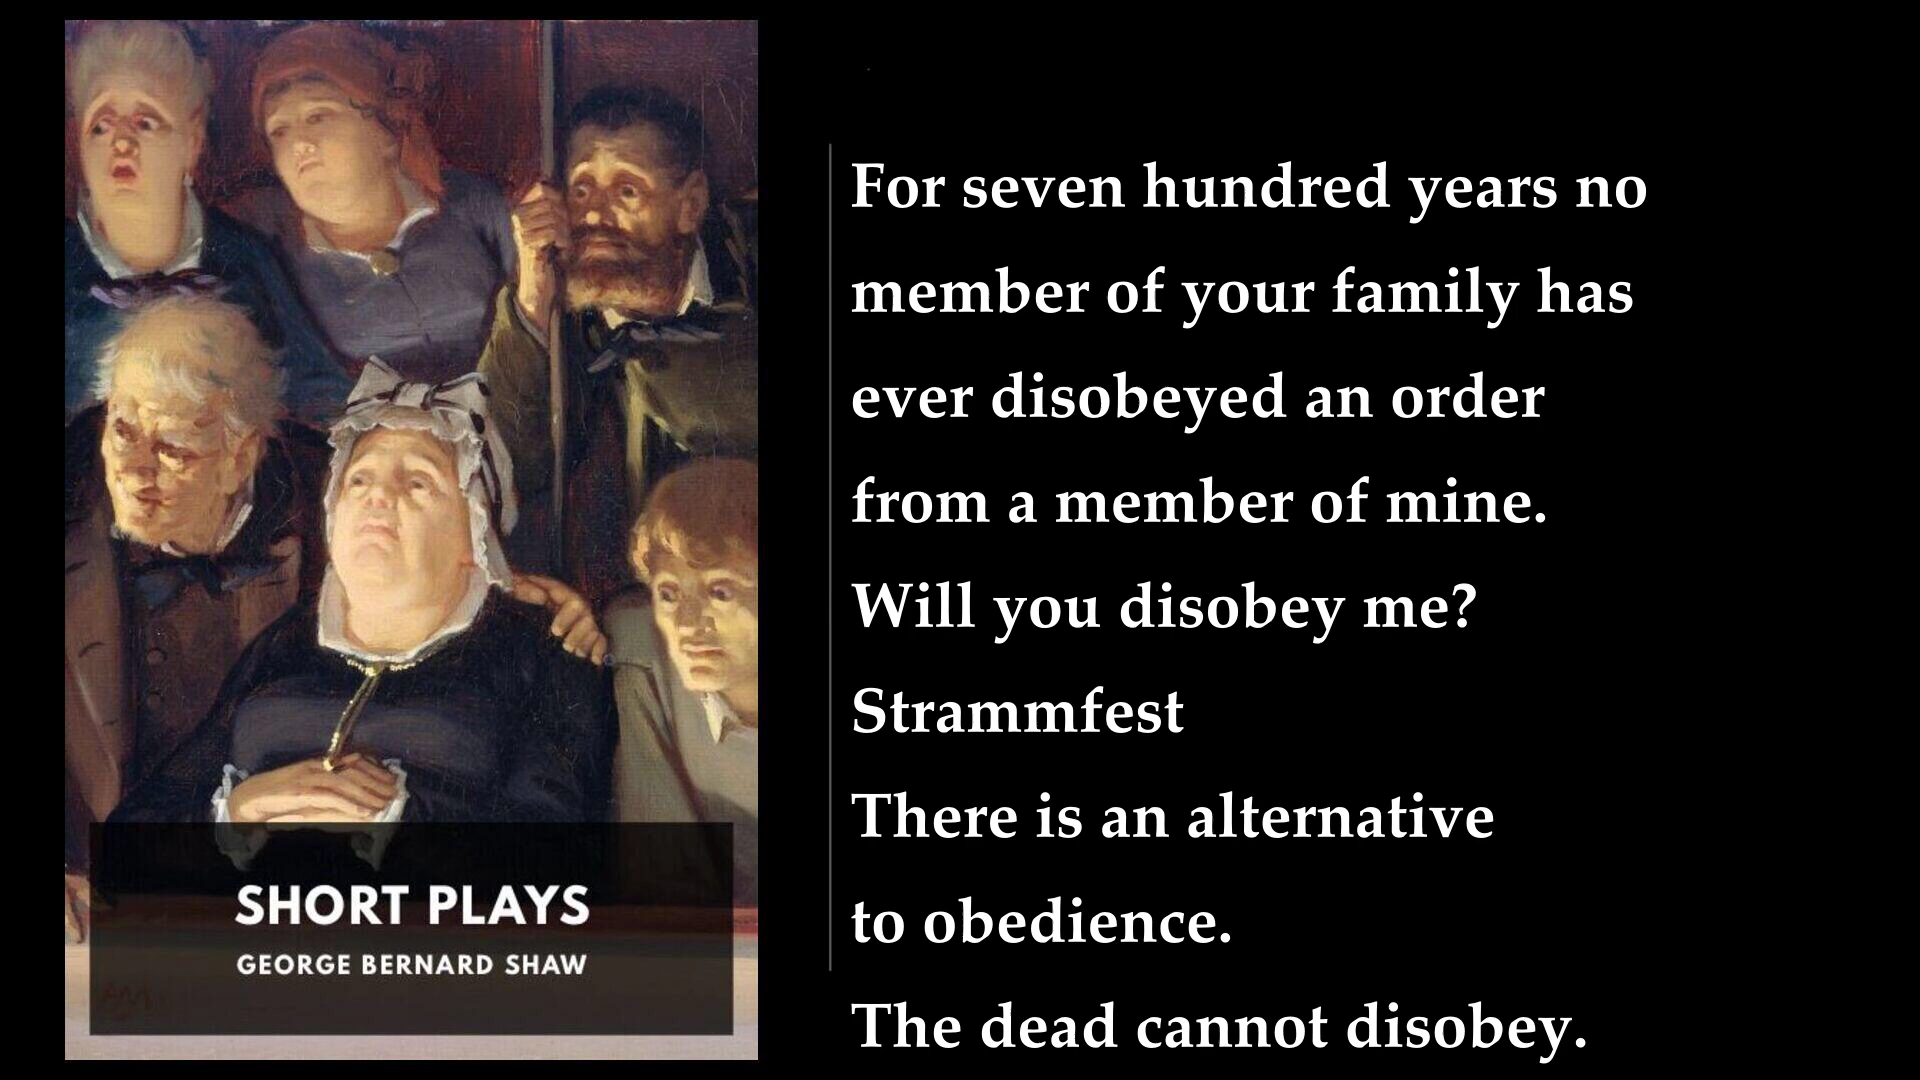 SHORT PLAYS
GEORGE BERNARD SHAW
For seven hundred years no
member of your family has
ever disobeyed an order
from a member of mine.
Will you disobey me?
Strammfest
There is an alternative
to obedience.
The dead cannot disobey.